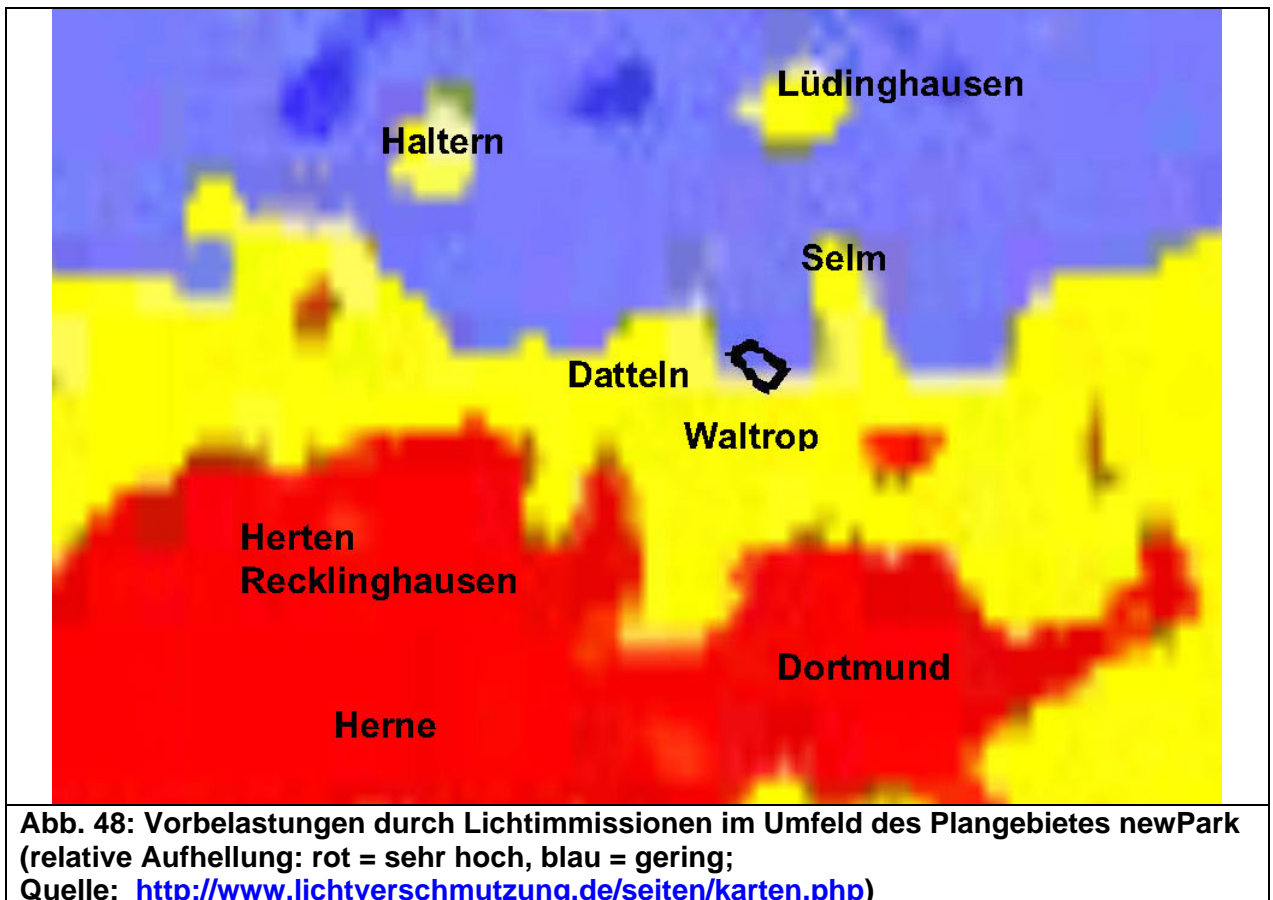 Lüdinghausen
Haltern
Selm
Datteln
Waltrop
Herten
Recklinghausen
Dortmund
Herne
Abb. 48: Vorbelastungen durch Lichtimmissionen im Umfeld des Plangebietes newPark
(relative Aufhellung: rot = sehr hoch, blau = gering;
Quelle: http://www.lichtverschmutzung.de/seiten/karten.php)